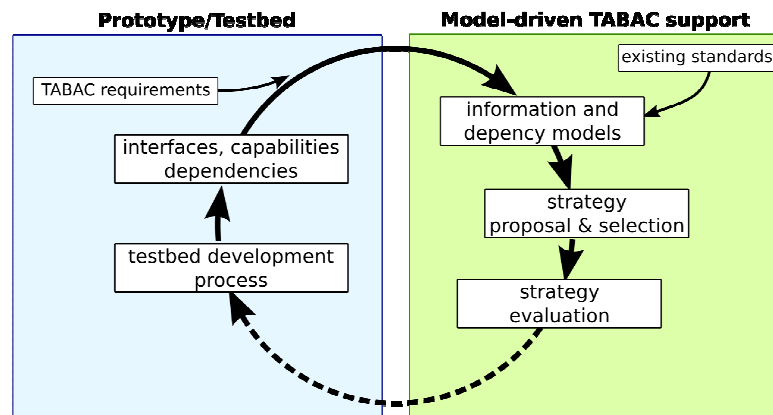 Prototype/Testbed
Model-driven TABAC support
existing standards
TABAC requirements
information and
depency models
interfaces, capabilities
dependencies
strategy
proposal & selection
testbed development
process
strategy
evaluation